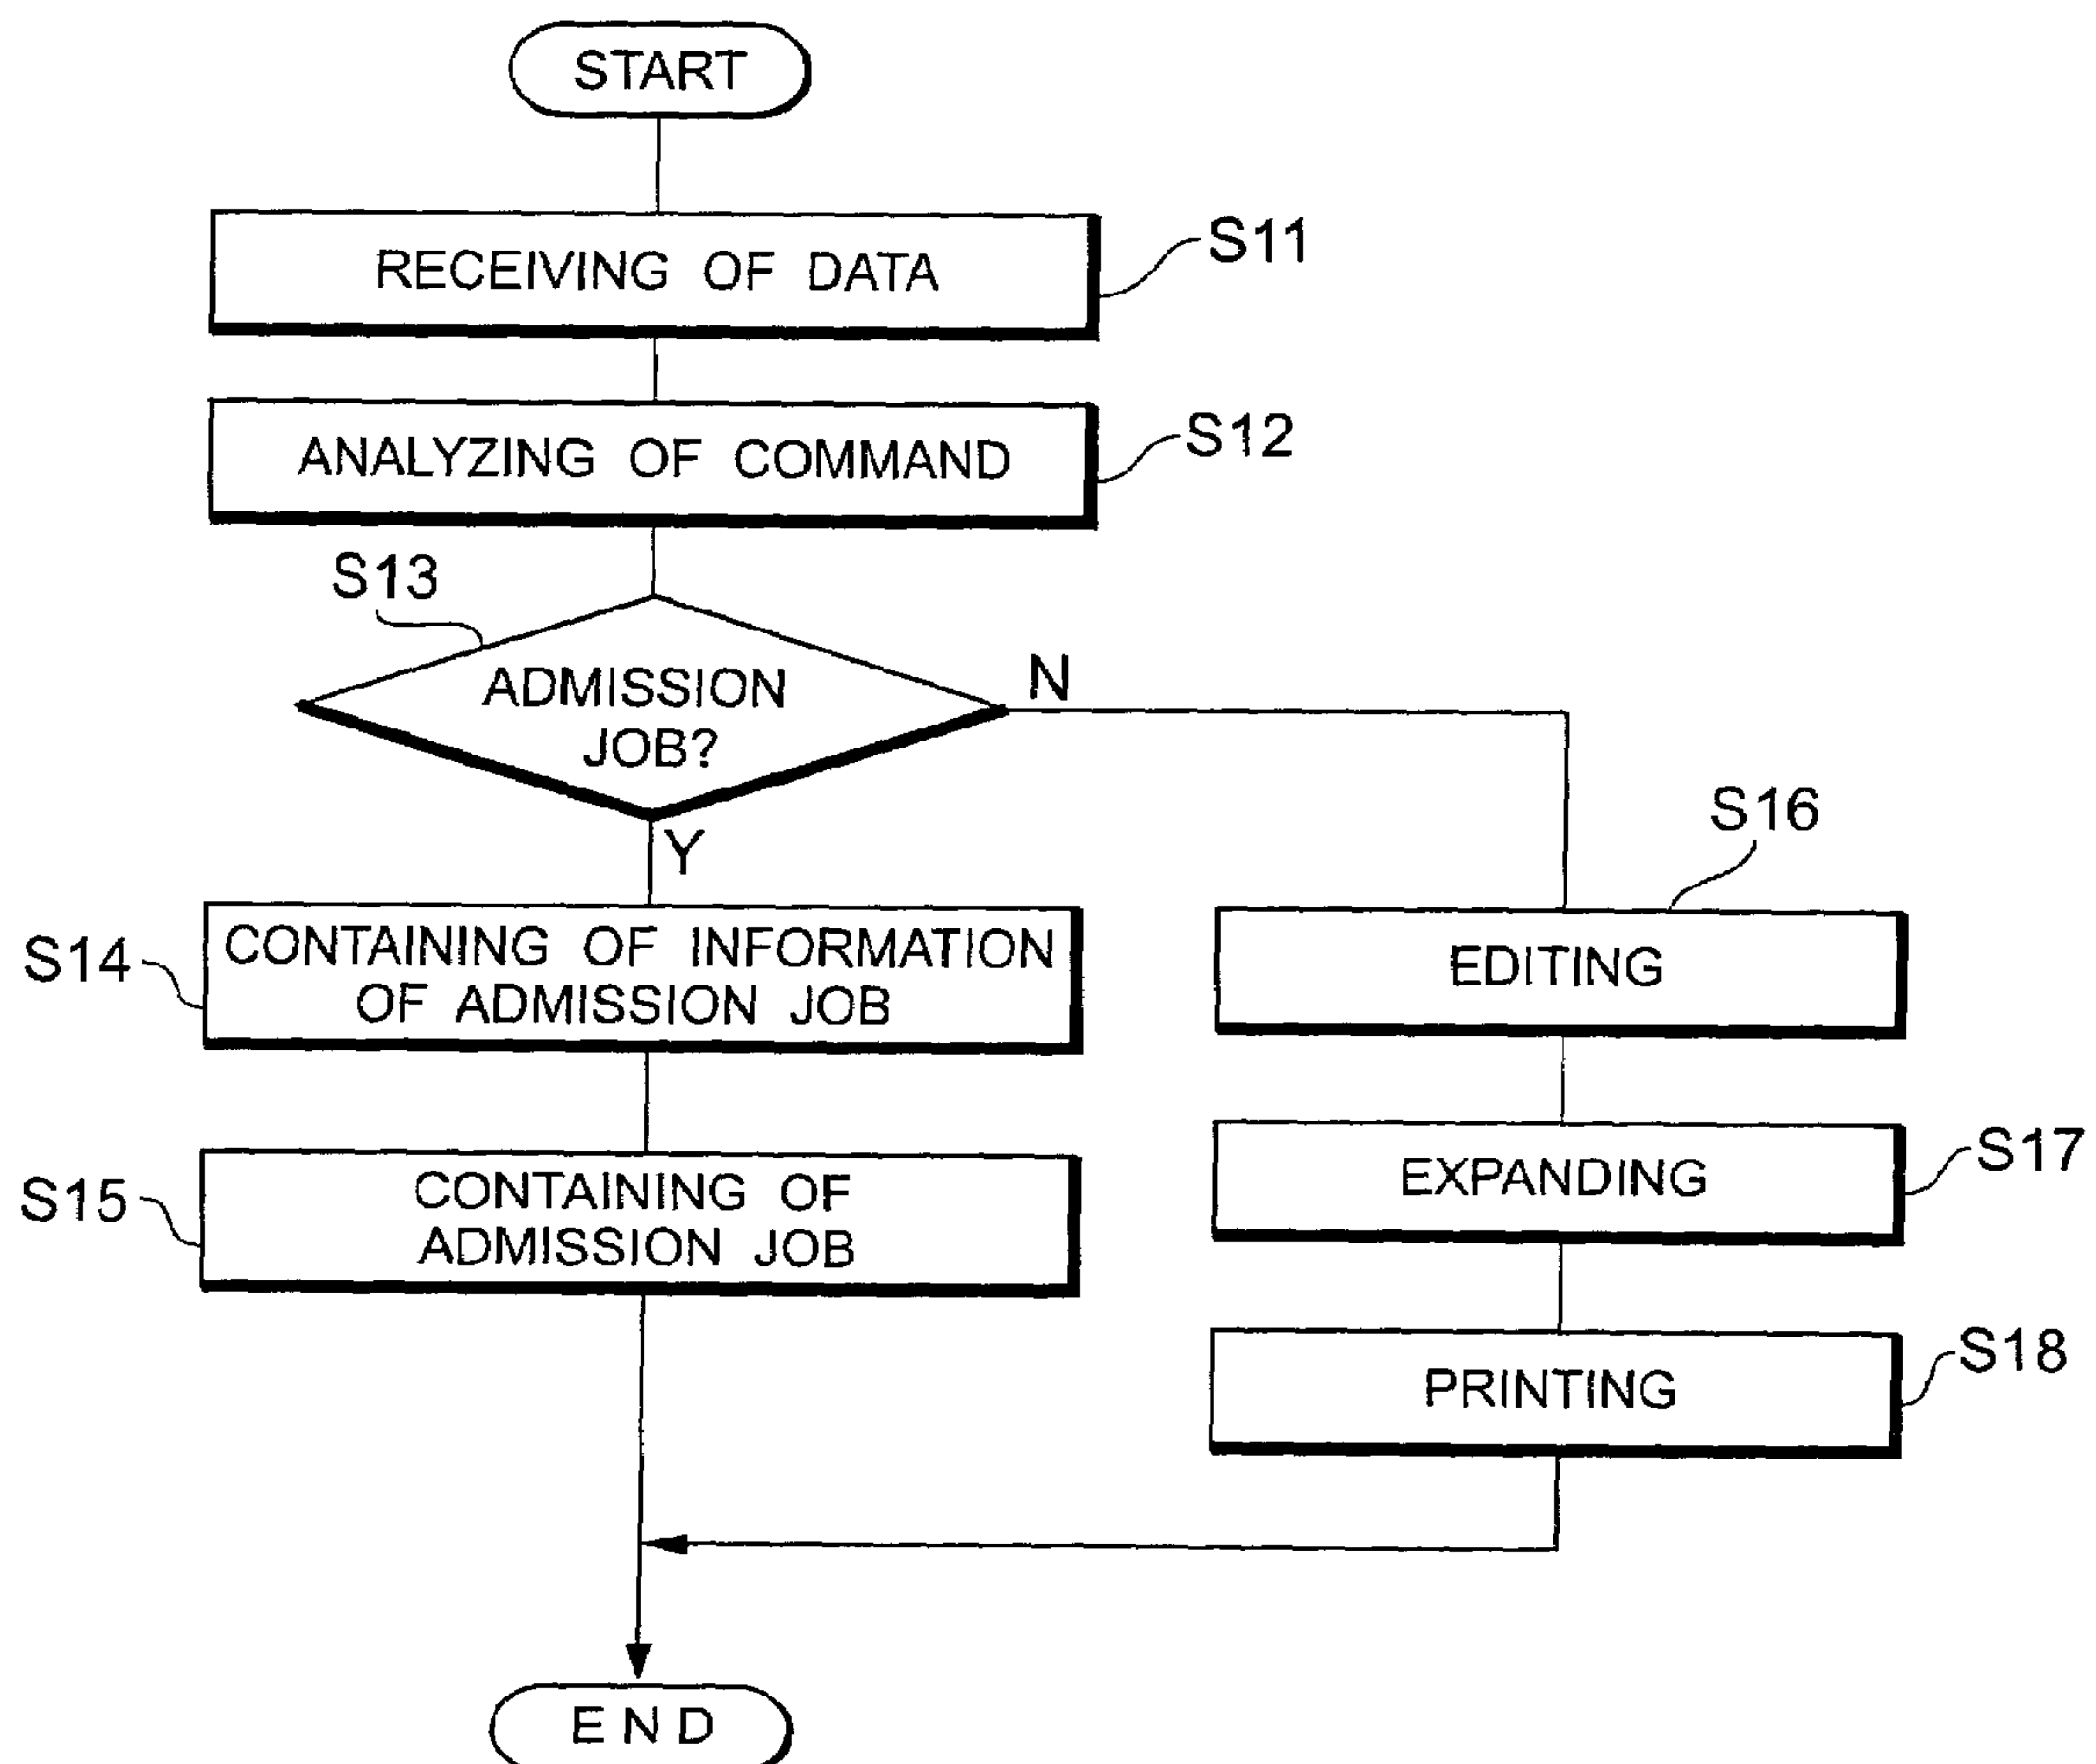 START
RECEIVING OF DATA
S11
ANALYZING OF COMMAND
S12
S13
ADMISSION
JOB?
N
Y
S14
CONTAINING OF INFORMATION
OF ADMISSION JOB
S15
CONTAINING OF
ADMISSION JOB
S16
EDITING
EXPANDING
S17
PRINTING
S18
END